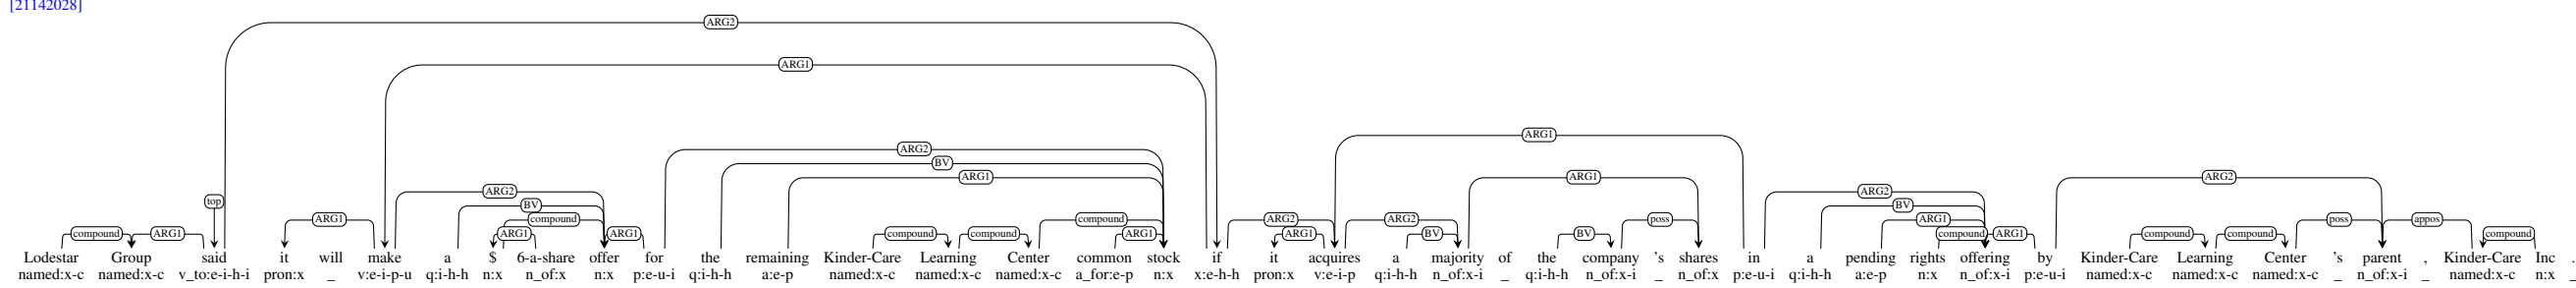 [21142028]
ARG2
ARG1
ARG1
ARG2 BV ARG1
ARG2 ARG1 ARG2
top ARG2 BV compound ARG1 compound ARG2 poss BV ARG1 poss appos
compound ARG1 ARG1 ARG1 compound compound ARG1 ARG1 BV BV compound ARG1 compound compound compound
Lodestar Group said it will make a $ 6-a-share offer for the remaining Kinder-Care Learning Center common stock if it acquires a majority of the company 's shares in a pending rights offering by Kinder-Care Learning Center 's parent , Kinder-Care Inc .
named:x-c named:x-c v_to:e-i-h-i pron:x _ v:e-i-p-u q:i-h-h n:x n_of:x n:x p:e-u-i q:i-h-h a:e-p named:x-c named:x-c named:x-c a_for:e-p n:x x:e-h-h pron:x v:e-i-p q:i-h-h n_of:x-i _ q:i-h-h n_of:x-i _ n_of:x p:e-u-i q:i-h-h a:e-p n:x n_of:x-i p:e-u-i named:x-c named:x-c named:x-c _ n_of:x-i _ named:x-c n:x _